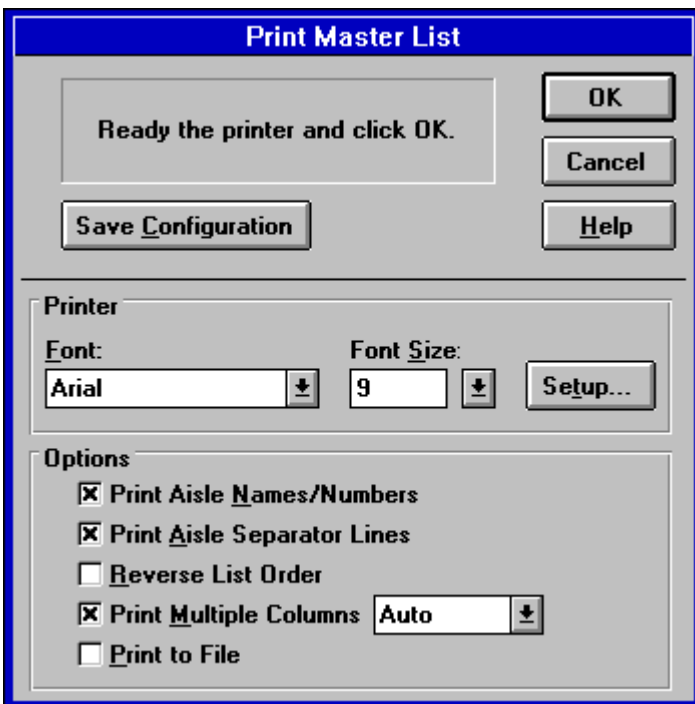 Print Master List
Ready the printer and click OK.
OK
Cancel
Save Configuration
Help
Printer
Font:
Font Size:
Arial
9
Setup...
Options
Print Aisle Names/Numbers
Print Aisle Separator Lines
Reverse List Order
Print Multiple Columns Auto
Print to File